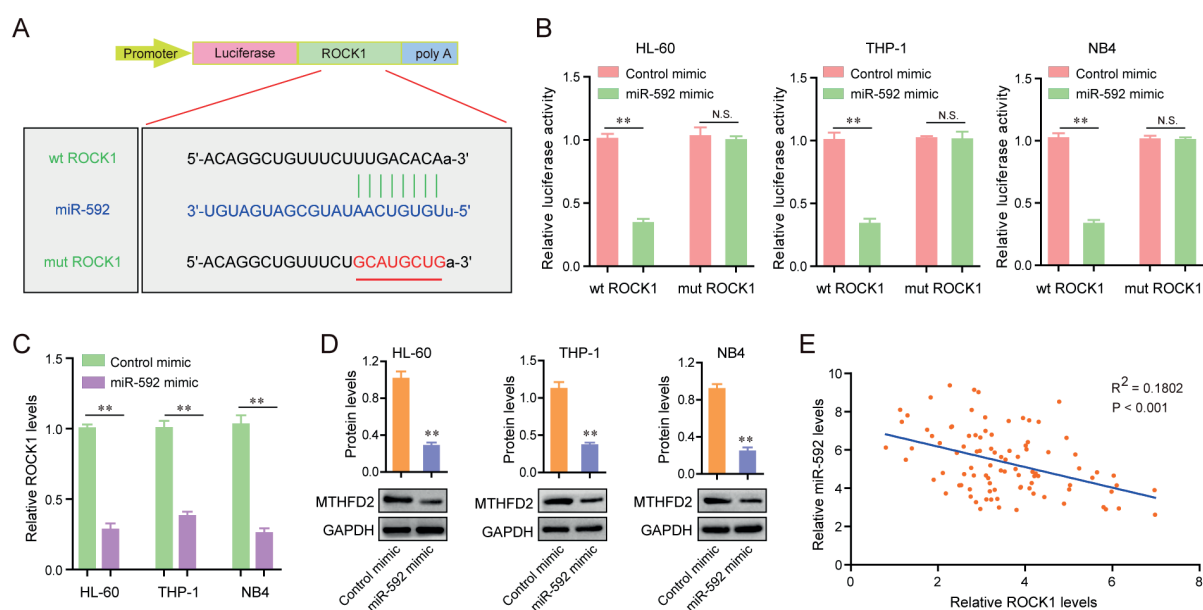 A
Promoter
Luciferase
ROCK1
poly A
wt ROCK1
5'-ACAGGCUGUUUCUUUGACACAa-3'
miR-592
3'-UGUAGUAGCGUAUAACUGUGUu-5'
mut ROCK1
5'-ACAGGCUGUUUCUGCAUGCUGa-3'
B
HL-60
Control mimic
miR-592 mimic
Relative luciferase activity
1.5
1.0
0.5
0.0
**
N.S.
wt ROCK1
mut ROCK1
THP-1
Control mimic
miR-592 mimic
Relative luciferase activity
1.5
1.0
0.5
0.0
**
N.S.
wt ROCK1
mut ROCK1
NB4
Control mimic
miR-592 mimic
Relative luciferase activity
1.5
1.0
0.5
0.0
**
N.S.
wt ROCK1
mut ROCK1
C
Control mimic
miR-592 mimic
Relative ROCK1 levels
1.5
1.0
0.5
0.0
**
**
**
HL-60
THP-1
NB4
D
HL-60
Protein levels
1.2
0.8
0.4
0.0
**
MTHFD2
GAPDH
Control mimic
miR-592 mimic
THP-1
Protein levels
1.5
1.0
0.5
0.0
**
MTHFD2
GAPDH
Control mimic
miR-592 mimic
NB4
Protein levels
1.2
0.9
0.6
0.3
0.0
**
MTHFD2
GAPDH
Control mimic
miR-592 mimic
E
Relative miR-592 levels
10
8
6
4
2
0
R2 = 0.1802
P < 0.001
0
2
4
6
8
Relative ROCK1 levels